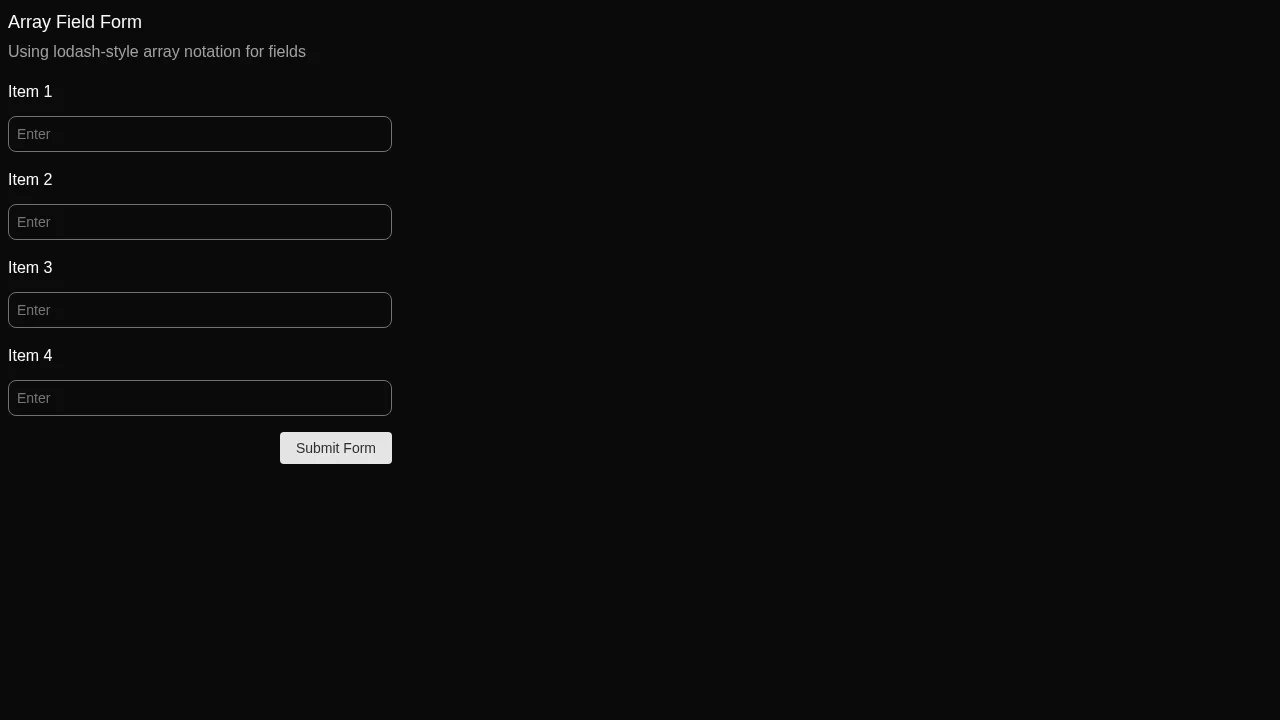 Array Field Form
Using lodash-style array notation for fields
Item 1
Enter
Item 2
Enter
Item 3
Enter
Item 4
Enter
Submit Form